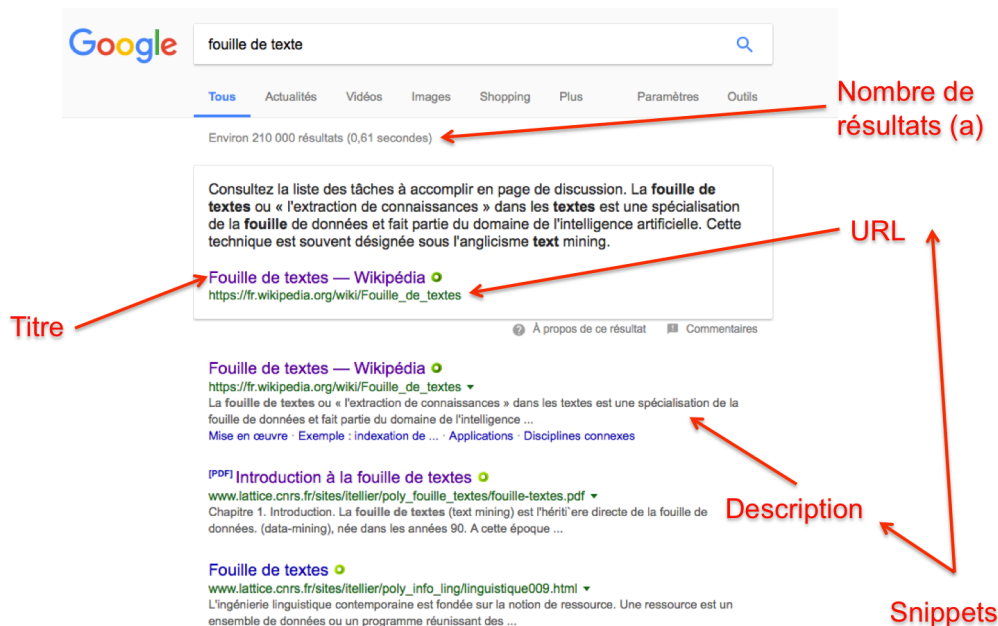 Google
fouille de texte
Tous Actualités Vidéos Images Shopping Plus Paramètres Outils
Nombre de
résultats (a)
Environ 210 000 résultats (0,61 secondes)
Consultez la liste des tâches à accomplir en page de discussion. La fouille de
textes ou « l'extraction de connaissances » dans les textes est une spécialisation
de la fouille de données et fait partie du domaine de l'intelligence artificielle. Cette
technique est souvent désignée sous l'anglicisme text mining.
URL
Fouille de textes — Wikipédia
https://fr.wikipedia.org/wiki/Fouille_de_textes
Titre
À propos de ce résultat Commentaires
Fouille de textes — Wikipédia
https://fr.wikipedia.org/wiki/Fouille_de_textes
La fouille de textes ou « l'extraction de connaissances » dans les textes est une spécialisation de la
fouille de données et fait partie du domaine de l'intelligence ...
Mise en œuvre · Exemple : indexation de ... · Applications · Disciplines connexes
[PDF] Introduction à la fouille de textes
www.lattice.cnrs.fr/sites/itellier/poly_fouille_textes/fouille-textes.pdf
Chapitre 1. Introduction. La fouille de textes (text mining) est l'hériti`ere directe de la fouille de
données. (data-mining), née dans les années 90. A cette époque ...
Description
Fouille de textes
www.lattice.cnrs.fr/sites/itellier/poly_info_ling/linguistique009.html
L'ingénierie linguistique contemporaine est fondée sur la notion de ressource. Une ressource est un
ensemble de données ou un programme réunissant des ...
Snippets